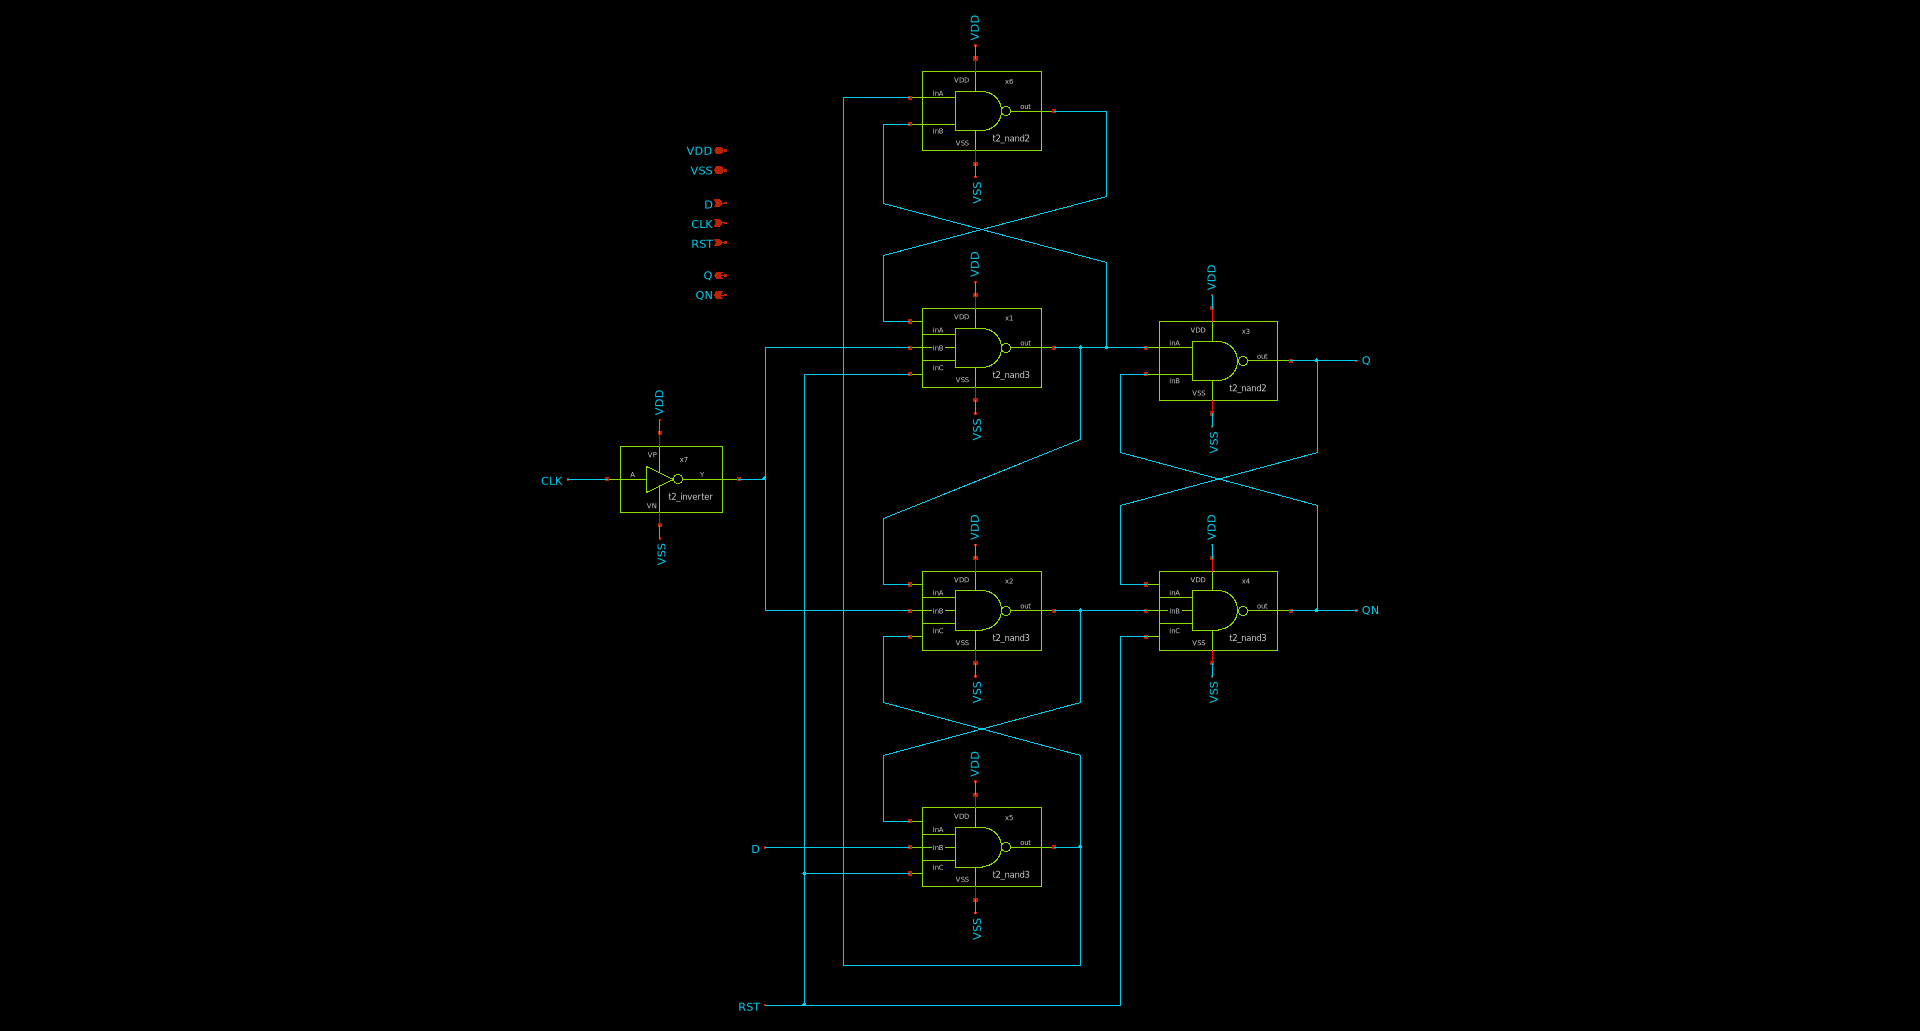 VDD
VDD x6
inA
out
inB
t2_nand2
VSS
VSS
VDD
VSS
D
CLK
RST
Q
QN
VDD
VDD x1
inA
inB
out
inC
t2_nand3
VSS
VSS
VDD
VDD x3
inA
out
inB
t2_nand2
VSS
VSS
Q
VDD
VP x7
CLK
A Y
t2_inverter
VN
VSS
VDD
VDD x2
inA
inB
out
inC
t2_nand3
VSS
VSS
VDD
VDD x4
inA
inB
out
inC
t2_nand3
VSS
VSS
QN
VDD
VDD x5
inA
D
inB
out
inC
t2_nand3
VSS
VSS
RST